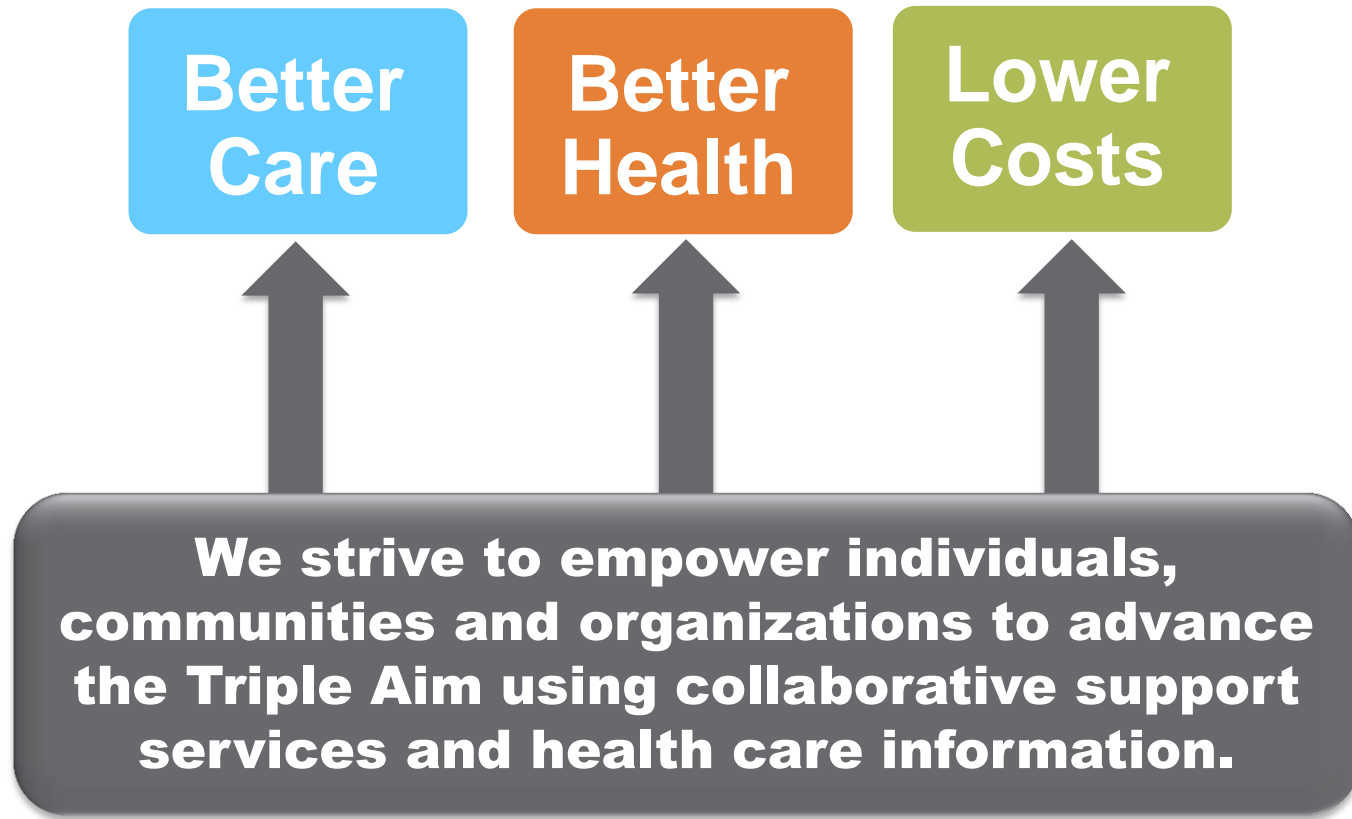 Better
Care
Better
Health
Lower
Costs
We strive to empower individuals,
communities and organizations to advance
the Triple Aim using collaborative support
services and health care information.